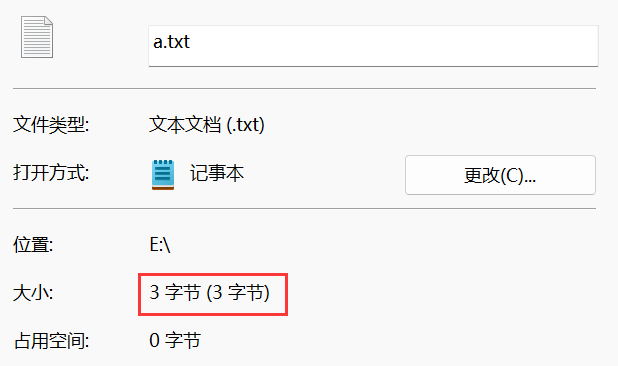 a.txt
文件类型: 文本文档 (.txt)
打开方式: 记事本 更改(C)...
位置: E:\
大小: 3 字节 (3 字节)
占用空间: 0 字节